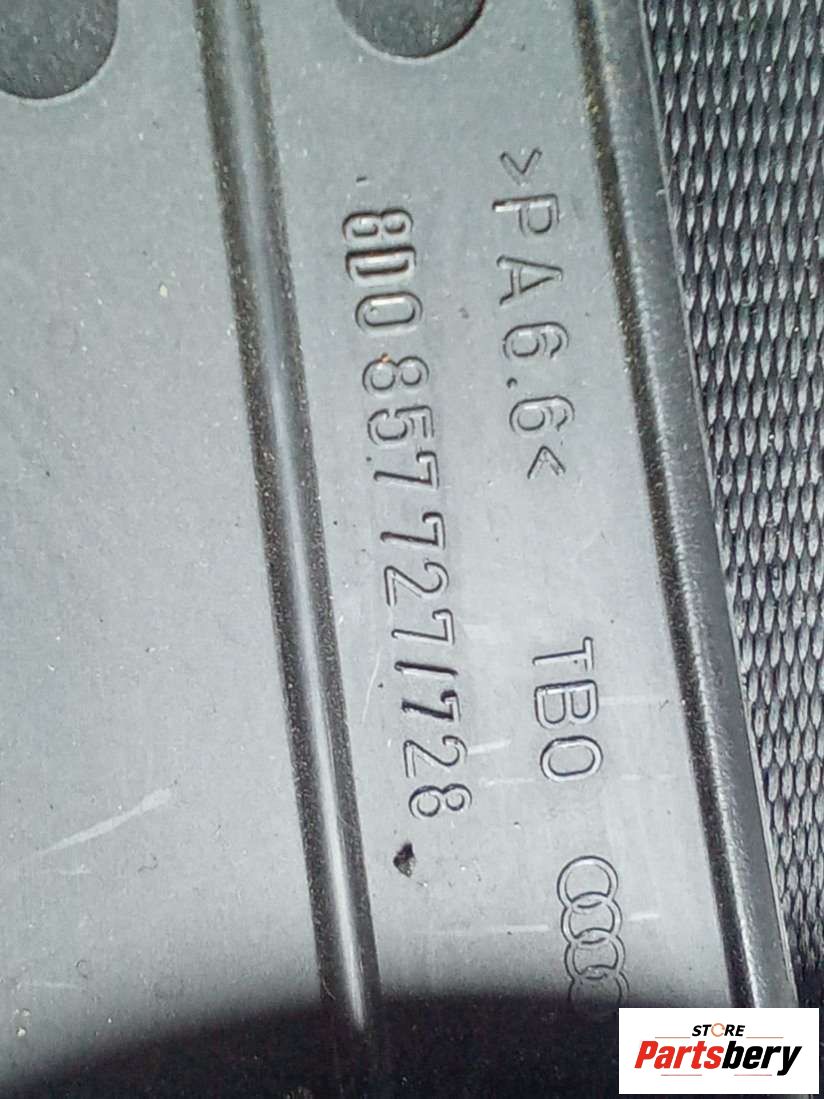 >PA6.6< TBO
8D0 857 727/728
STORE
Partsbery